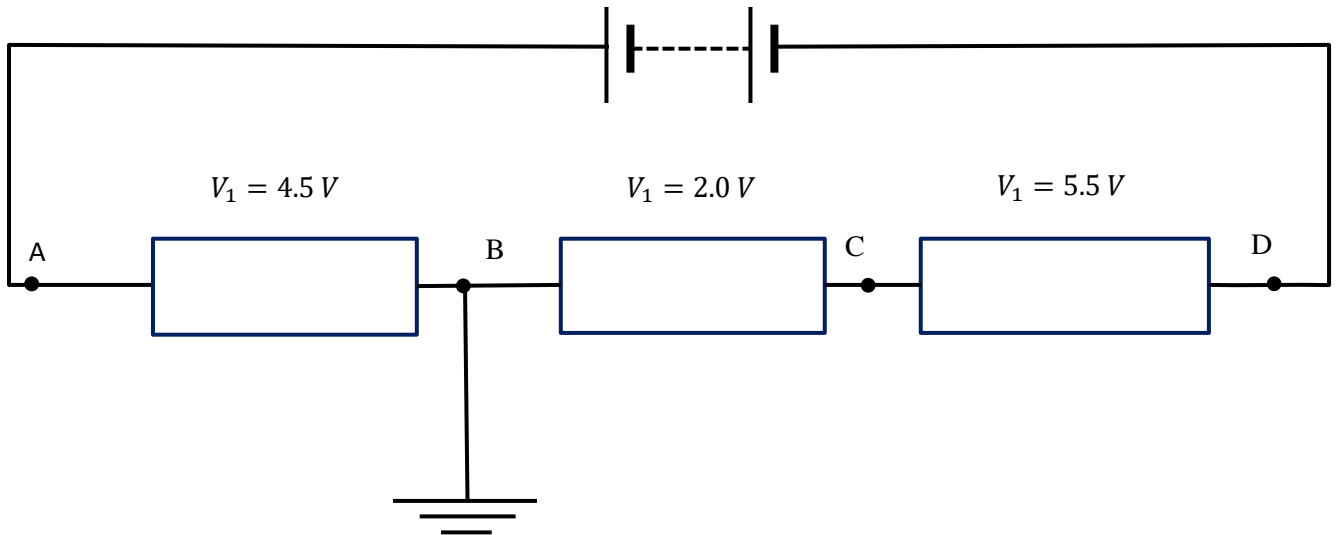 V₁ = 4.5 V
V₁ = 2.0 V
V₁ = 5.5 V
A
B
C
D